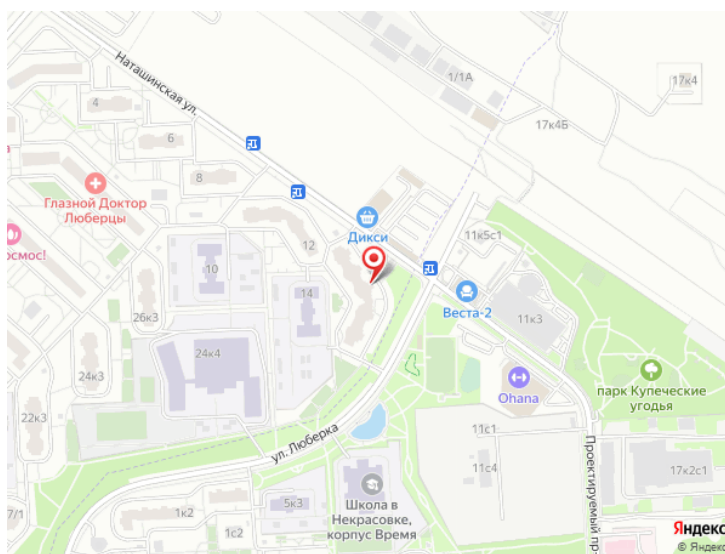 Наташинская ул.
1/1А
17к4
4
17к4Б
6
8
Глазной Доктор
Люберцы
Дикси
11к5с1
12
осмос!
10
14
Веста-2
11к3
26к3
24к4
24к3
парк Купеческие
угодья
Ohana
22к3
ул. Люберка
11с1
11с4
Проектируемый пр-
17к2с1
7/1
1к2
1с2
5к3
Школа в
Некрасовке,
корпус Время
Яндекс
© Яндекс